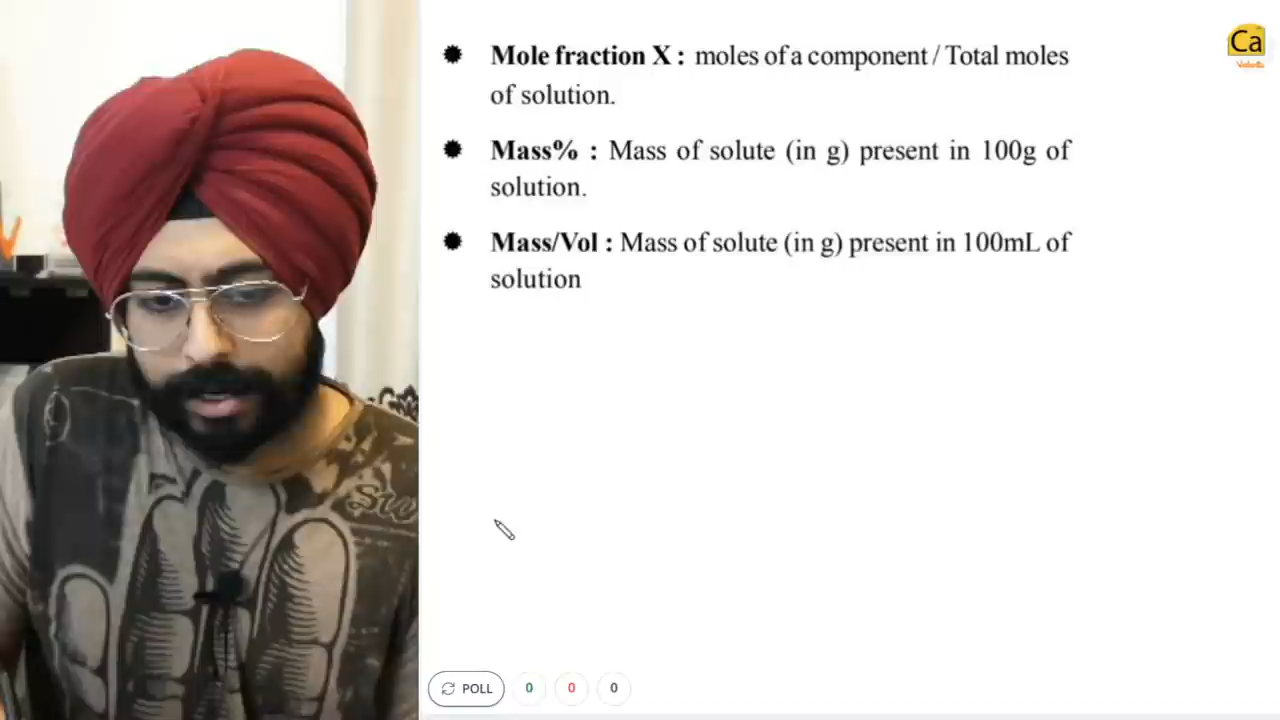 Mole fraction X : moles of a component / Total moles
of solution.
Mass% : Mass of solute (in g) present in 100g of
solution.
Mass/Vol : Mass of solute (in g) present in 100mL of
solution
Ca
POLL
0
0
0